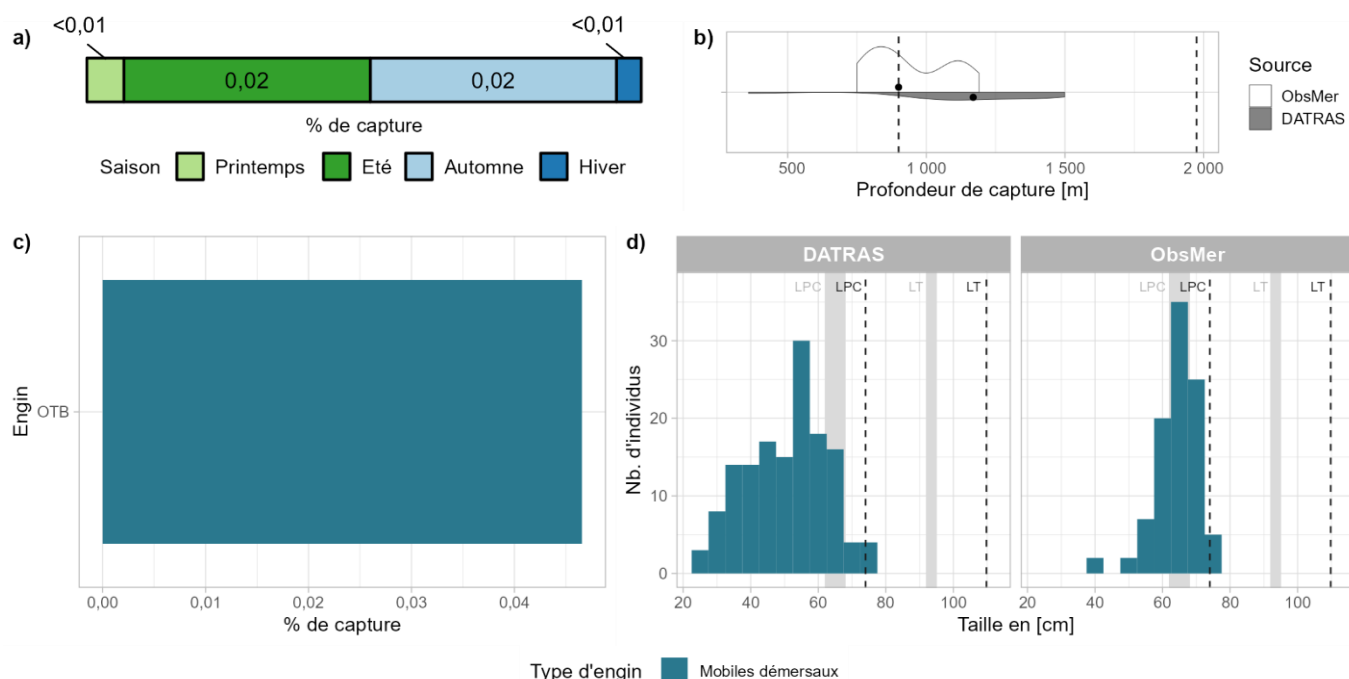 a)
<0,01
<0,01
0,02
0,02
% de capture
Saison
Printemps
Eté
Automne
Hiver
b)
500
1 000
1 500
2 000
Profondeur de capture [m]
Source
ObsMer
DATRAS
c)
Engin
OTB
0,00
0,01
0,02
0,03
0,04
% de capture
d)
DATRAS
ObsMer
LPC
LPC
LT
LT
LPC
LPC
LT
LT
Nb. d'individus
30
20
10
0
20
40
60
80
100
20
40
60
80
100
Taille en [cm]
Type d'engin
Mobiles démersaux